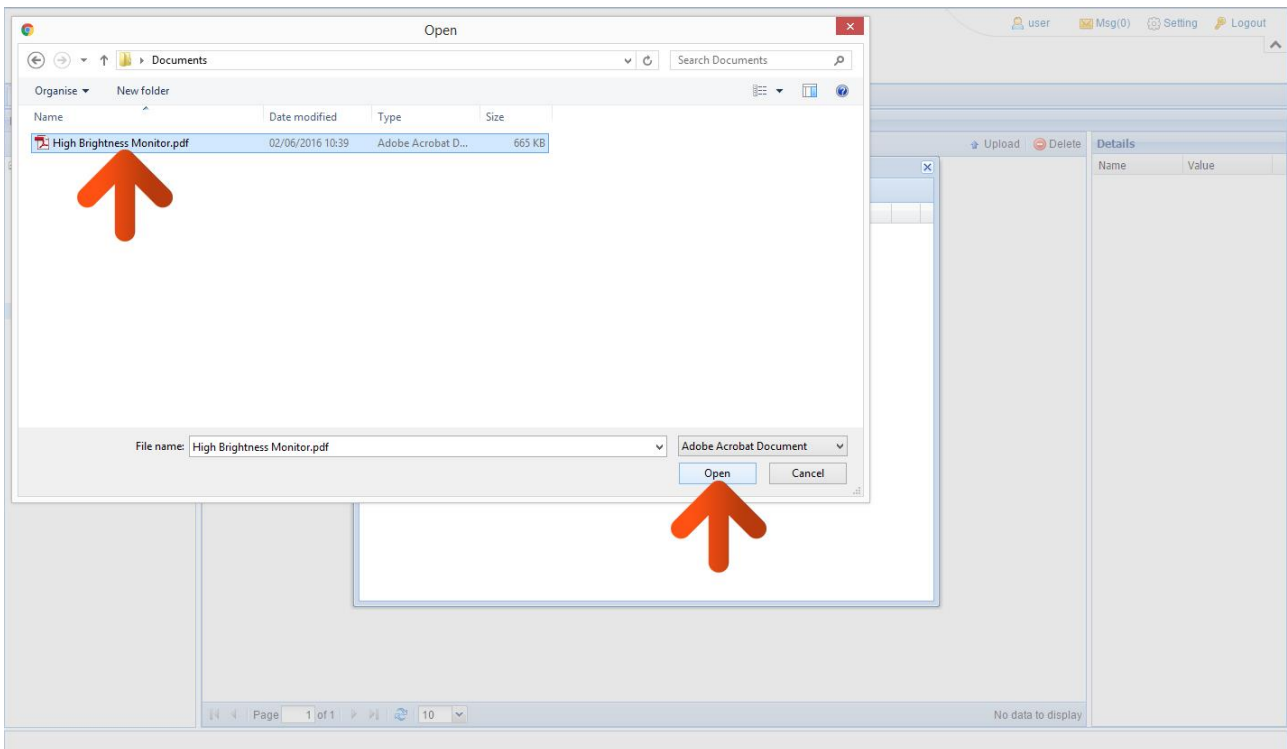 Open
user Msg(0) Setting Logout
Documents
Search Documents
Organise New folder
Name Date modified Type Size
High Brightness Monitor.pdf 02/06/2016 10:39 Adobe Acrobat D... 665 KB
Upload Delete Details
Name Value
File name: High Brightness Monitor.pdf Adobe Acrobat Document
Open Cancel
Page 1 of 1 10 No data to display